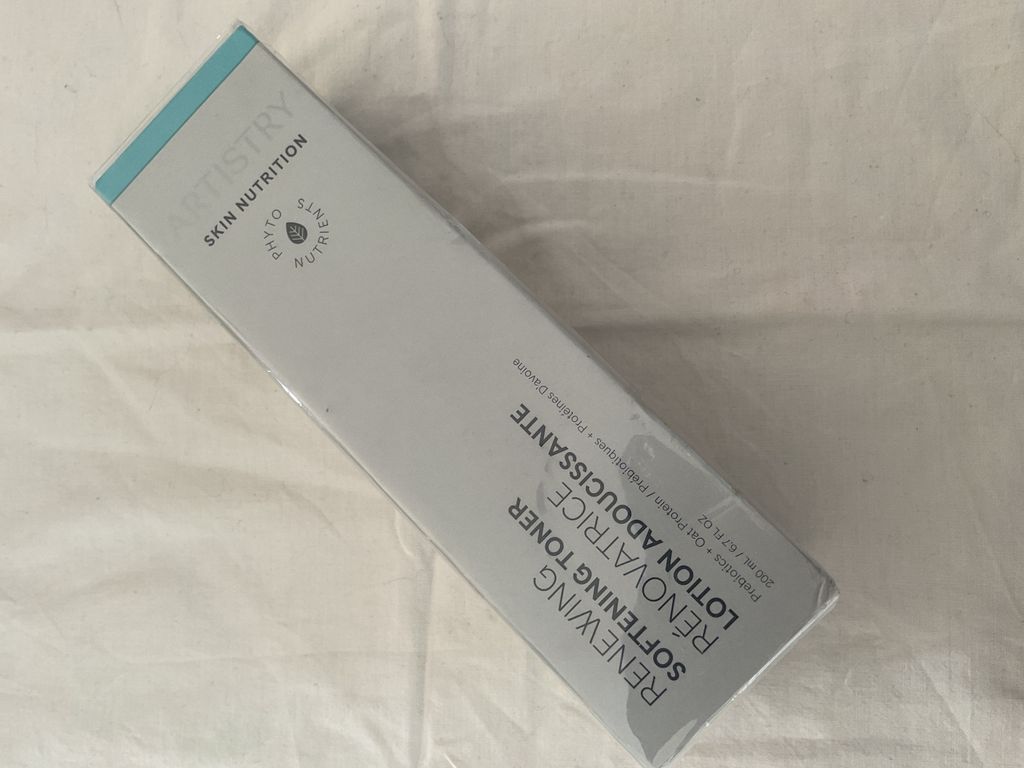 ARTISTRY
SKIN NUTRITION
PHYTO
NUTRIENTS
RENEWING
SOFTENING TONER
RÉNOVATRICE
LOTION ADOUCISSANTE
Prebiotics + Oat Protein / Prébiotiques + Protéines D'avoine
200 mL / 6.7 FL OZ